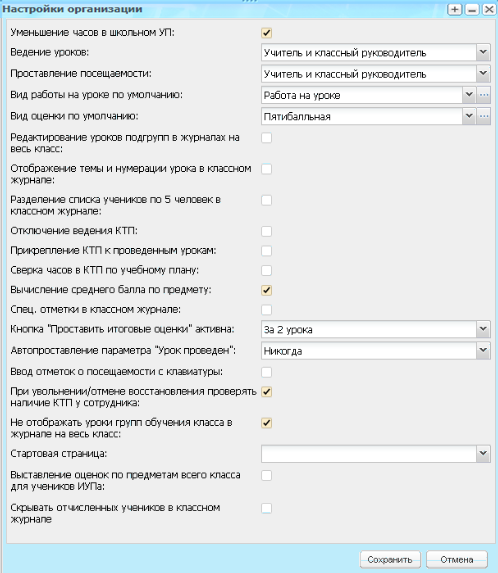 Настройки организации
Уменьшение часов в школьном УП:
Ведение уроков: Учитель и классный руководитель
Проставление посещаемости: Учитель и классный руководитель
Вид работы на уроке по умолчанию: Работа на уроке
Вид оценки по умолчанию: Пятибалльная
Редактирование уроков подгрупп в журналах на
весь класс:
Отображение темы и нумерации урока в классном
журнале:
Разделение списка учеников по 5 человек в
классном журнале:
Отключение ведения КТП:
Прикрепление КТП к проведенным урокам:
Сверка часов в КТП по учебному плану:
Вычисление среднего балла по предмету:
Спец. отметки в классном журнале:
Кнопка "Проставить итоговые оценки" активна: За 2 урока
Автопроставление параметра "Урок проведен": Никогда
Ввод отметок о посещаемости с клавиатуры:
При увольнении/отмене восстановления проверять
наличие КТП у сотрудника:
Не отображать уроки групп обучения класса в
журнале на весь класс:
Стартовая страница:
Выставление оценок по предметам всего класса
для учеников ИУПа:
Скрывать отчисленных учеников в классном
журнале
Сохранить Отмена